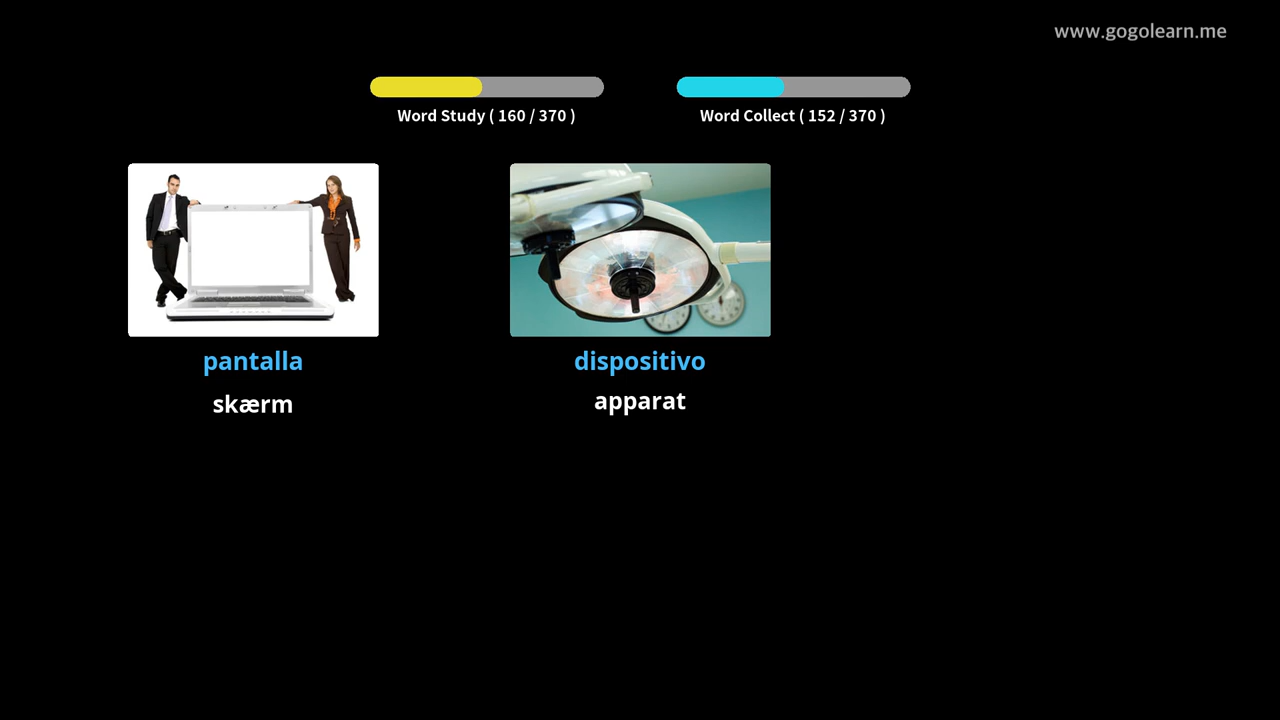 www.gogolearn.me
Word Study ( 160 / 370 )
Word Collect ( 152 / 370 )
pantalla
skærm
dispositivo
apparat